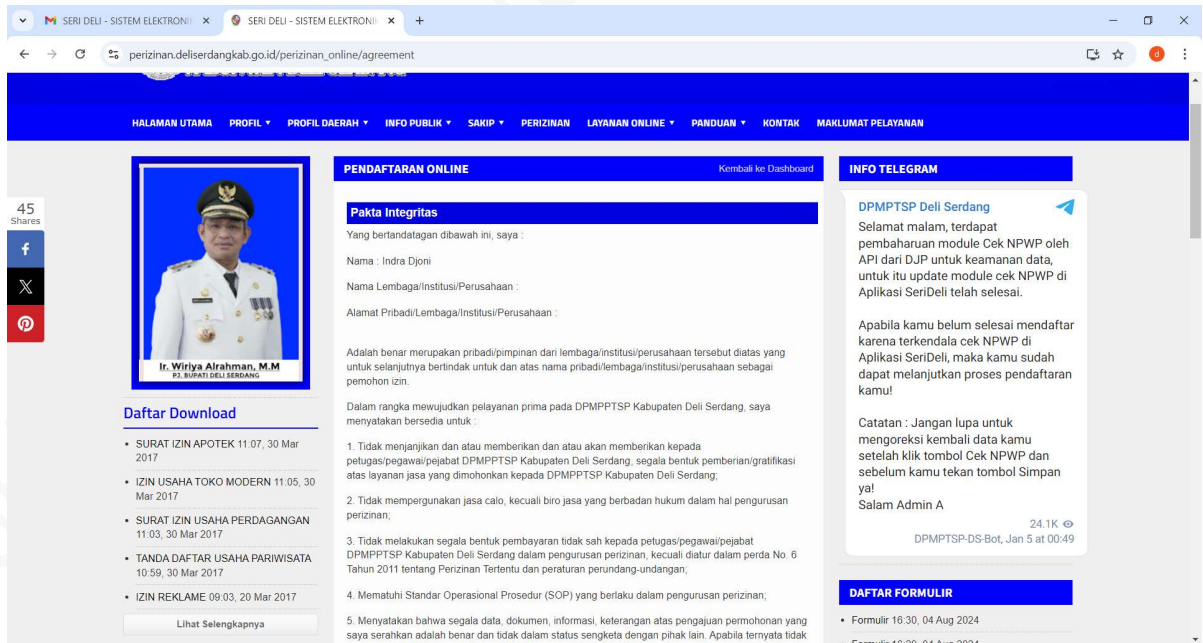 SERI DELI - SISTEM ELEKTRONI
SERI DELI - SISTEM ELEKTRONI
perizinan.deliserdangkab.go.id/perizinan_online/agreement
d
HALAMAN UTAMA
PROFIL
PROFIL DAERAH
INFO PUBLIK
SAKIP
PERIZINAN
LAYANAN ONLINE
PANDUAN
KONTAK
MAKLUMAT PELAYANAN
45
Shares
Ir. Wiriya Alrahman, M.M
PJ. BUPATI DELI SERDANG
Daftar Download
SURAT IZIN APOTEK 11:07, 30 Mar
2017
IZIN USAHA TOKO MODERN 11:05, 30
Mar 2017
SURAT IZIN USAHA PERDAGANGAN
11:03, 30 Mar 2017
TANDA DAFTAR USAHA PARIWISATA
10:59, 30 Mar 2017
IZIN REKLAME 09:03, 20 Mar 2017
Lihat Selengkapnya
PENDAFTARAN ONLINE
Kembali ke Dashboard
Pakta Integritas
Yang bertandatagan dibawah ini, saya :
Nama : Indra Djoni
Nama Lembaga/Institusi/Perusahaan :
Alamat Pribadi/Lembaga/Institusi/Perusahaan :
Adalah benar merupakan pribadi/pimpinan dari lembaga/institusi/perusahaan tersebut diatas yang
untuk selanjutnya bertindak untuk dan atas nama pribadi/lembaga/institusi/perusahaan sebagai
pemohon izin.
Dalam rangka mewujudkan pelayanan prima pada DPMPPTSP Kabupaten Deli Serdang, saya
menyatakan bersedia untuk :
1. Tidak menjanjikan dan atau memberikan dan atau akan memberikan kepada
petugas/pegawai/pejabat DPMPPTSP Kabupaten Deli Serdang, segala bentuk pemberian/gratifikasi
atas layanan jasa yang dimohonkan kepada DPMPPTSP Kabupaten Deli Serdang;
2. Tidak mempergunakan jasa calo, kecuali biro jasa yang berbadan hukum dalam hal pengurusan
perizinan;
3. Tidak melakukan segala bentuk pembayaran tidak sah kepada petugas/pegawai/pejabat
DPMPPTSP Kabupaten Deli Serdang dalam pengurusan perizinan, kecuali diatur dalam perda No. 6
Tahun 2011 tentang Perizinan Tertentu dan peraturan perundang-undangan;
4. Mematuhi Standar Operasional Prosedur (SOP) yang berlaku dalam pengurusan perizinan;
5. Menyatakan bahwa segala data, dokumen, informasi, keterangan atas pengajuan permohonan yang
saya serahkan adalah benar dan tidak dalam status sengketa dengan pihak lain. Apabila ternyata tidak
INFO TELEGRAM
DPMPTSP Deli Serdang
Selamat malam, terdapat
pembaharuan module Cek NPWP oleh
API dari DJP untuk keamanan data,
untuk itu update module cek NPWP di
Aplikasi SeriDeli telah selesai.
Apabila kamu belum selesai mendaftar
karena terkendala cek NPWP di
Aplikasi SeriDeli, maka kamu sudah
dapat melanjutkan proses pendaftaran
kamu!
Catatan : Jangan lupa untuk
mengoreksi kembali data kamu
setelah klik tombol Cek NPWP dan
sebelum kamu tekan tombol Simpan
ya!
Salam Admin A
24.1K
DPMPTSP-DS-Bot, Jan 5 at 00:49
DAFTAR FORMULIR
Formulir 16:30, 04 Aug 2024